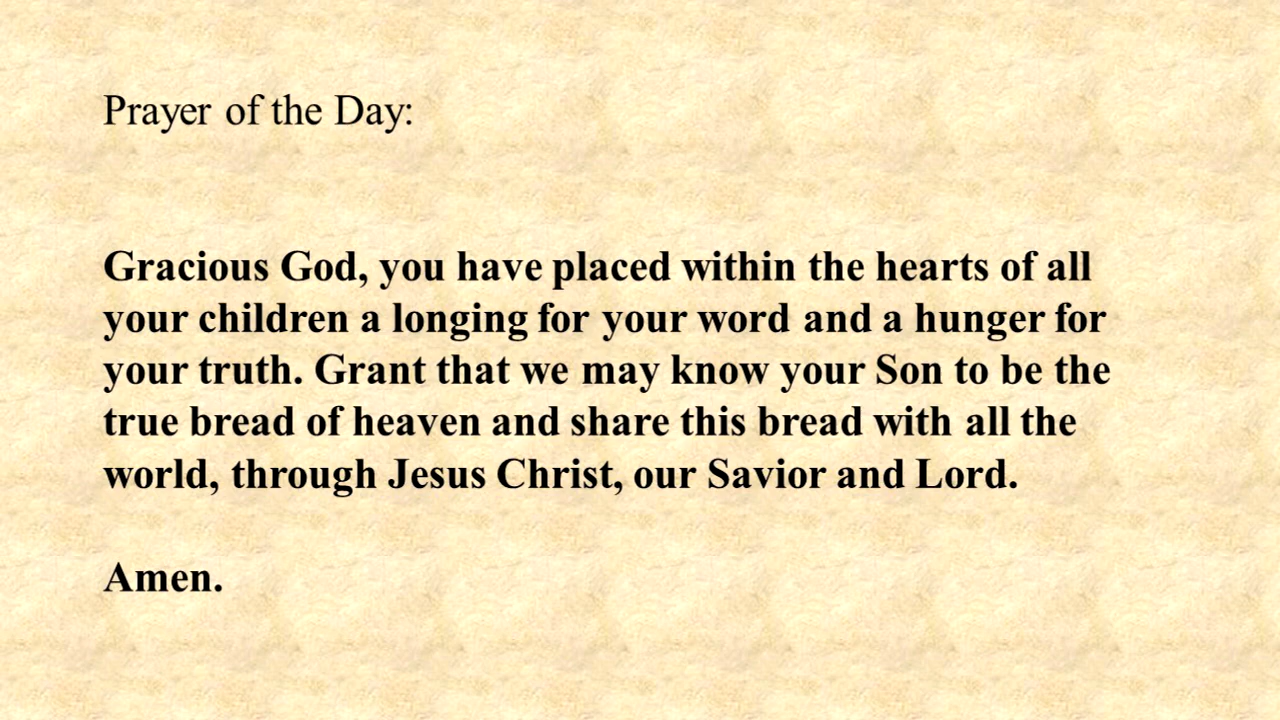 Prayer of the Day:
Gracious God, you have placed within the hearts of all
your children a longing for your word and a hunger for
your truth. Grant that we may know your Son to be the
true bread of heaven and share this bread with all the
world, through Jesus Christ, our Savior and Lord.
Amen.